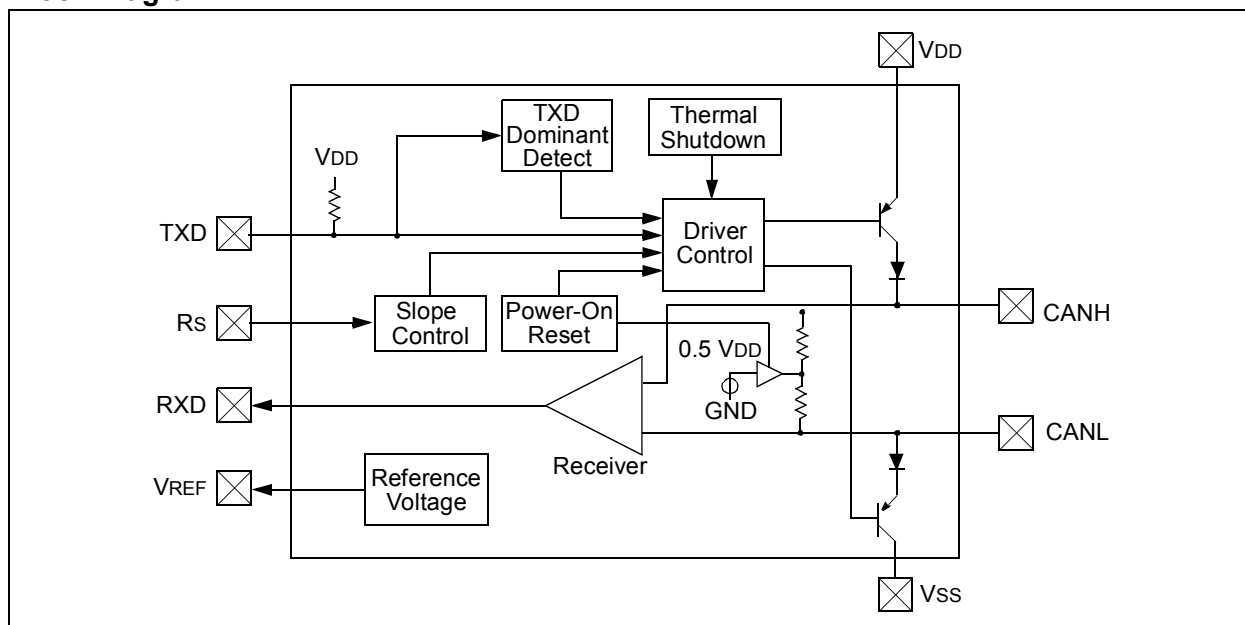 VDD
TXD
Dominant
Detect
Thermal
Shutdown
VDD
TXD
Driver
Control
RS
Slope
Control
Power-On
Reset
CANH
0.5 VDD
RXD
GND
CANL
Receiver
VREF
Reference
Voltage
VSS